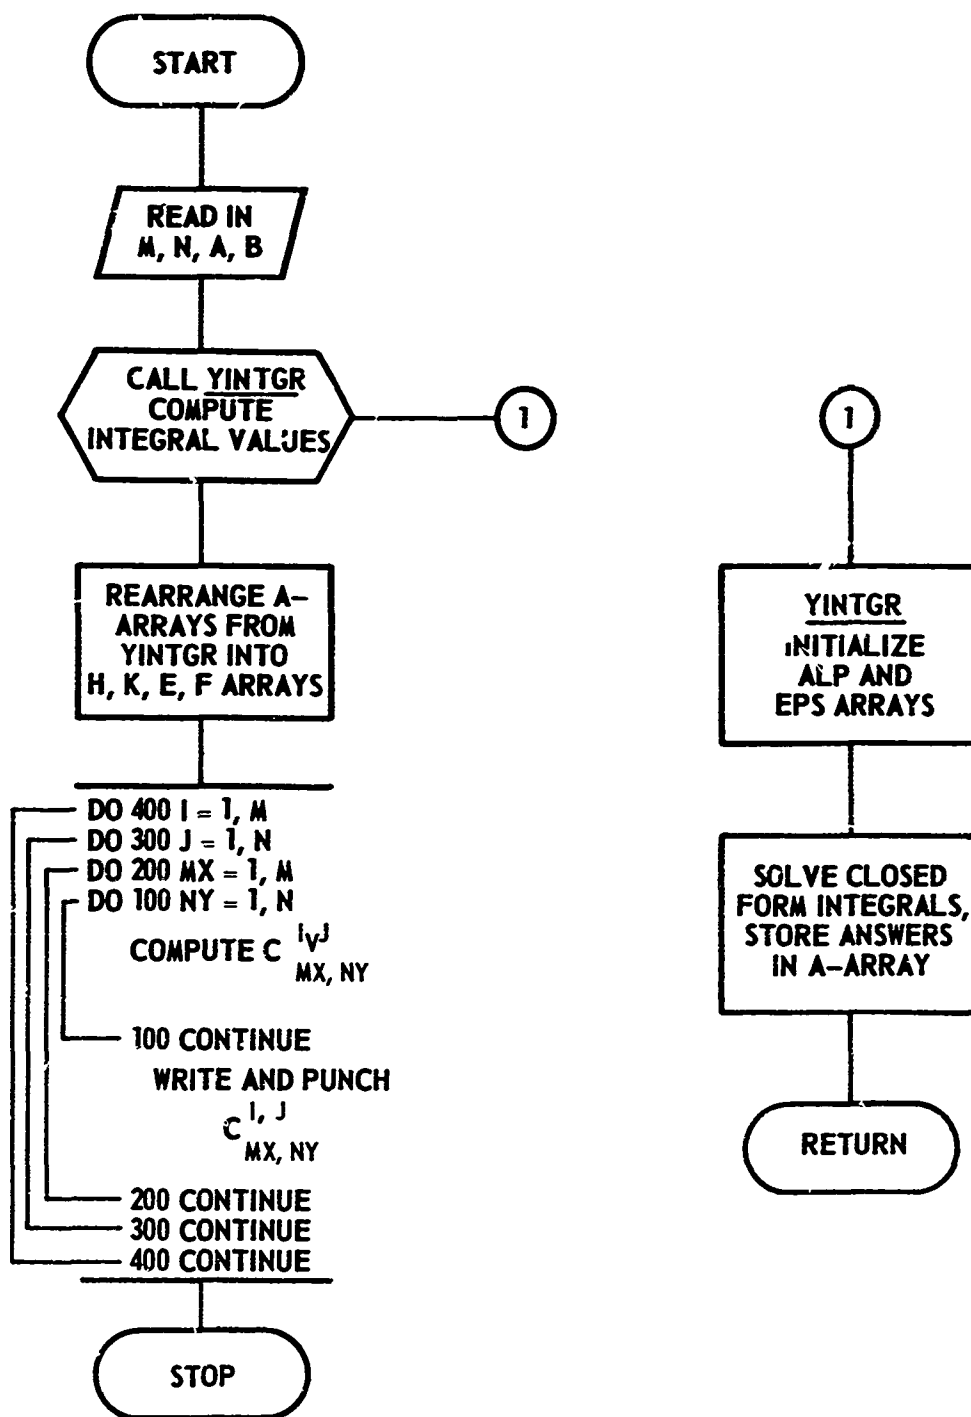 START
READ IN
M, N, A, B
CALL YINTGR
COMPUTE
INTEGRAL VALUES
1
REARRANGE A-
ARRAYS FROM
YINTGR INTO
H, K, E, F ARRAYS
DO 400 I = 1, M
DO 300 J = 1, N
DO 200 MX = 1, M
DO 100 NY = 1, N
COMPUTE C I,J
MX, NY
100 CONTINUE
WRITE AND PUNCH
C I, J
MX, NY
200 CONTINUE
300 CONTINUE
400 CONTINUE
STOP
1
YINTGR
INITIALIZE
ALP AND
EPS ARRAYS
SOLVE CLOSED
FORM INTEGRALS,
STORE ANSWERS
IN A-ARRAY
RETURN